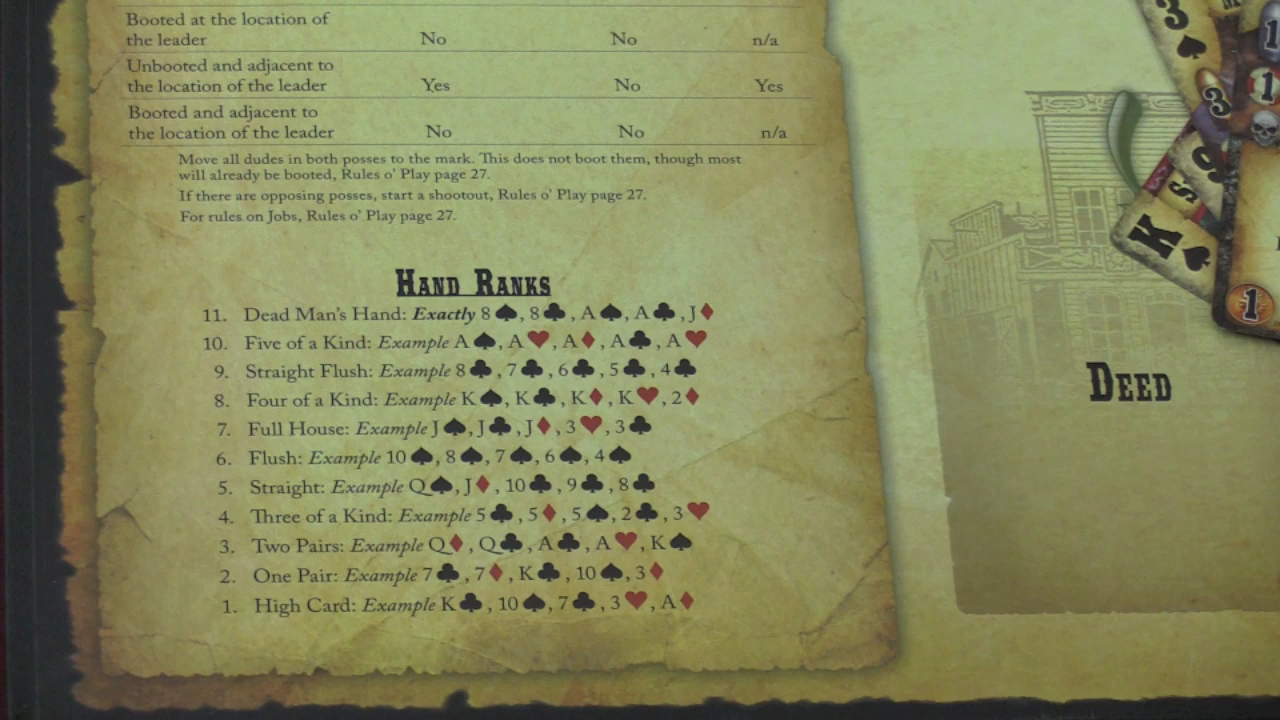 Booted at the location of
the leader No No n/a
Unbooted and adjacent to
the location of the leader Yes No Yes
Booted and adjacent to
the location of the leader No No n/a
Move all dudes in both posses to the mark. This does not boot them, though most
will already be booted, Rules o' Play page 27.
If there are opposing posses, start a shootout, Rules o' Play page 27.
For rules on Jobs, Rules o' Play page 27.
HAND RANKS
11. Dead Man's Hand: Exactly 8♠, 8♣, A♠, A♣, J♦
10. Five of a Kind: Example A♠, A♥, A♦, A♣, A♥
9. Straight Flush: Example 8♣, 7♣, 6♣, 5♣, 4♣
8. Four of a Kind: Example K♠, K♣, K♦, K♥, 2♦
7. Full House: Example J♠, J♣, J♦, 3♥, 3♣
6. Flush: Example 10♠, 8♠, 7♠, 6♠, 4♠
5. Straight: Example Q♠, J♦, 10♣, 9♣, 8♣
4. Three of a Kind: Example 5♣, 5♦, 5♠, 2♣, 3♥
3. Two Pairs: Example Q♦, Q♣, A♣, A♥, K♠
2. One Pair: Example 7♣, 7♦, K♣, 10♠, 3♦
1. High Card: Example K♣, 10♠, 7♣, 3♥, A♦
DEED
3♠
1
3
1
9
5
K♠
1